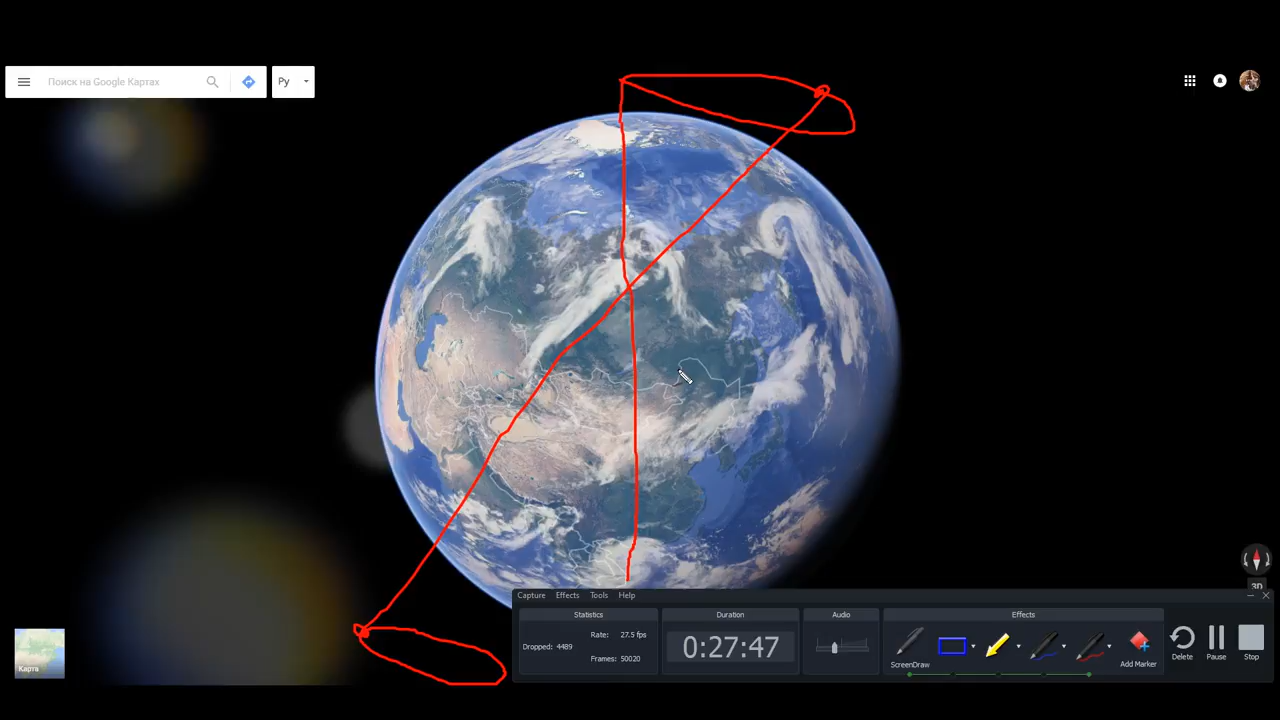 Поиск на Google Картах
Ру
3D
Карта
Capture Effects Tools Help
Statistics
Duration
Audio
Effects
Dropped: 4489
Rate: 27.5 fps
Frames: 50020
0:27:47
ScreenDraw
Add Marker
Delete
Pause
Stop